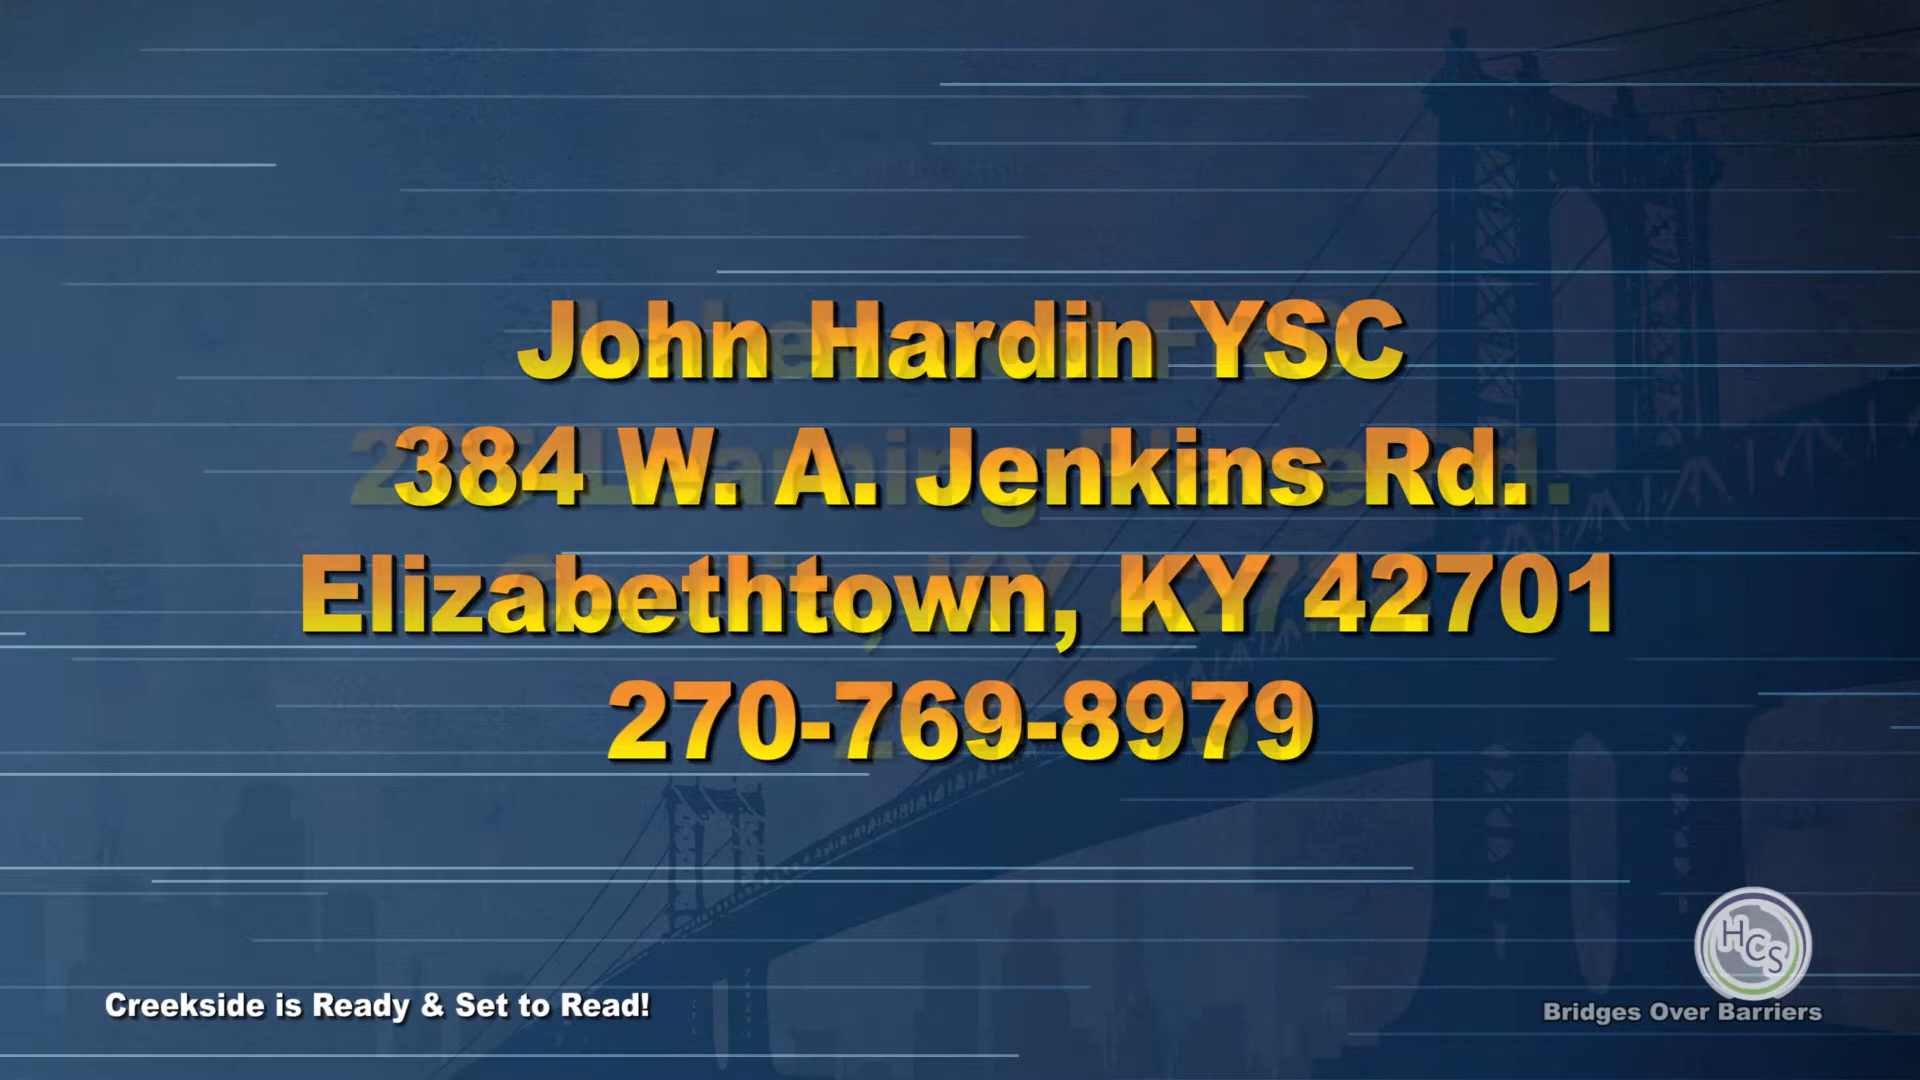 John Hardin YSC
384 W. A. Jenkins Rd.
Elizabethtown, KY 42701
270-769-8979
HCS
Creekside is Ready & Set to Read!
Bridges Over Barriers